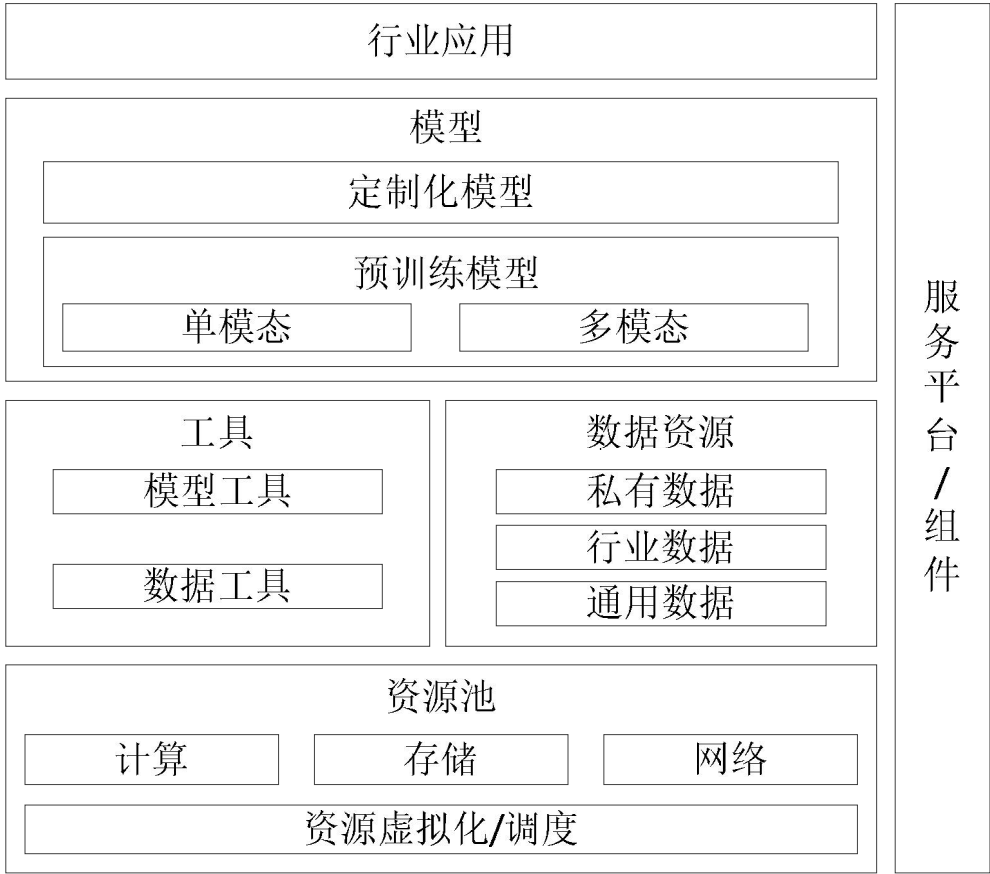 行业应用
模型
定制化模型
预训练模型
单模态
多模态
工具
模型工具
数据工具
数据资源
私有数据
行业数据
通用数据
资源池
计算
存储
网络
资源虚拟化/调度
服务平台/组件